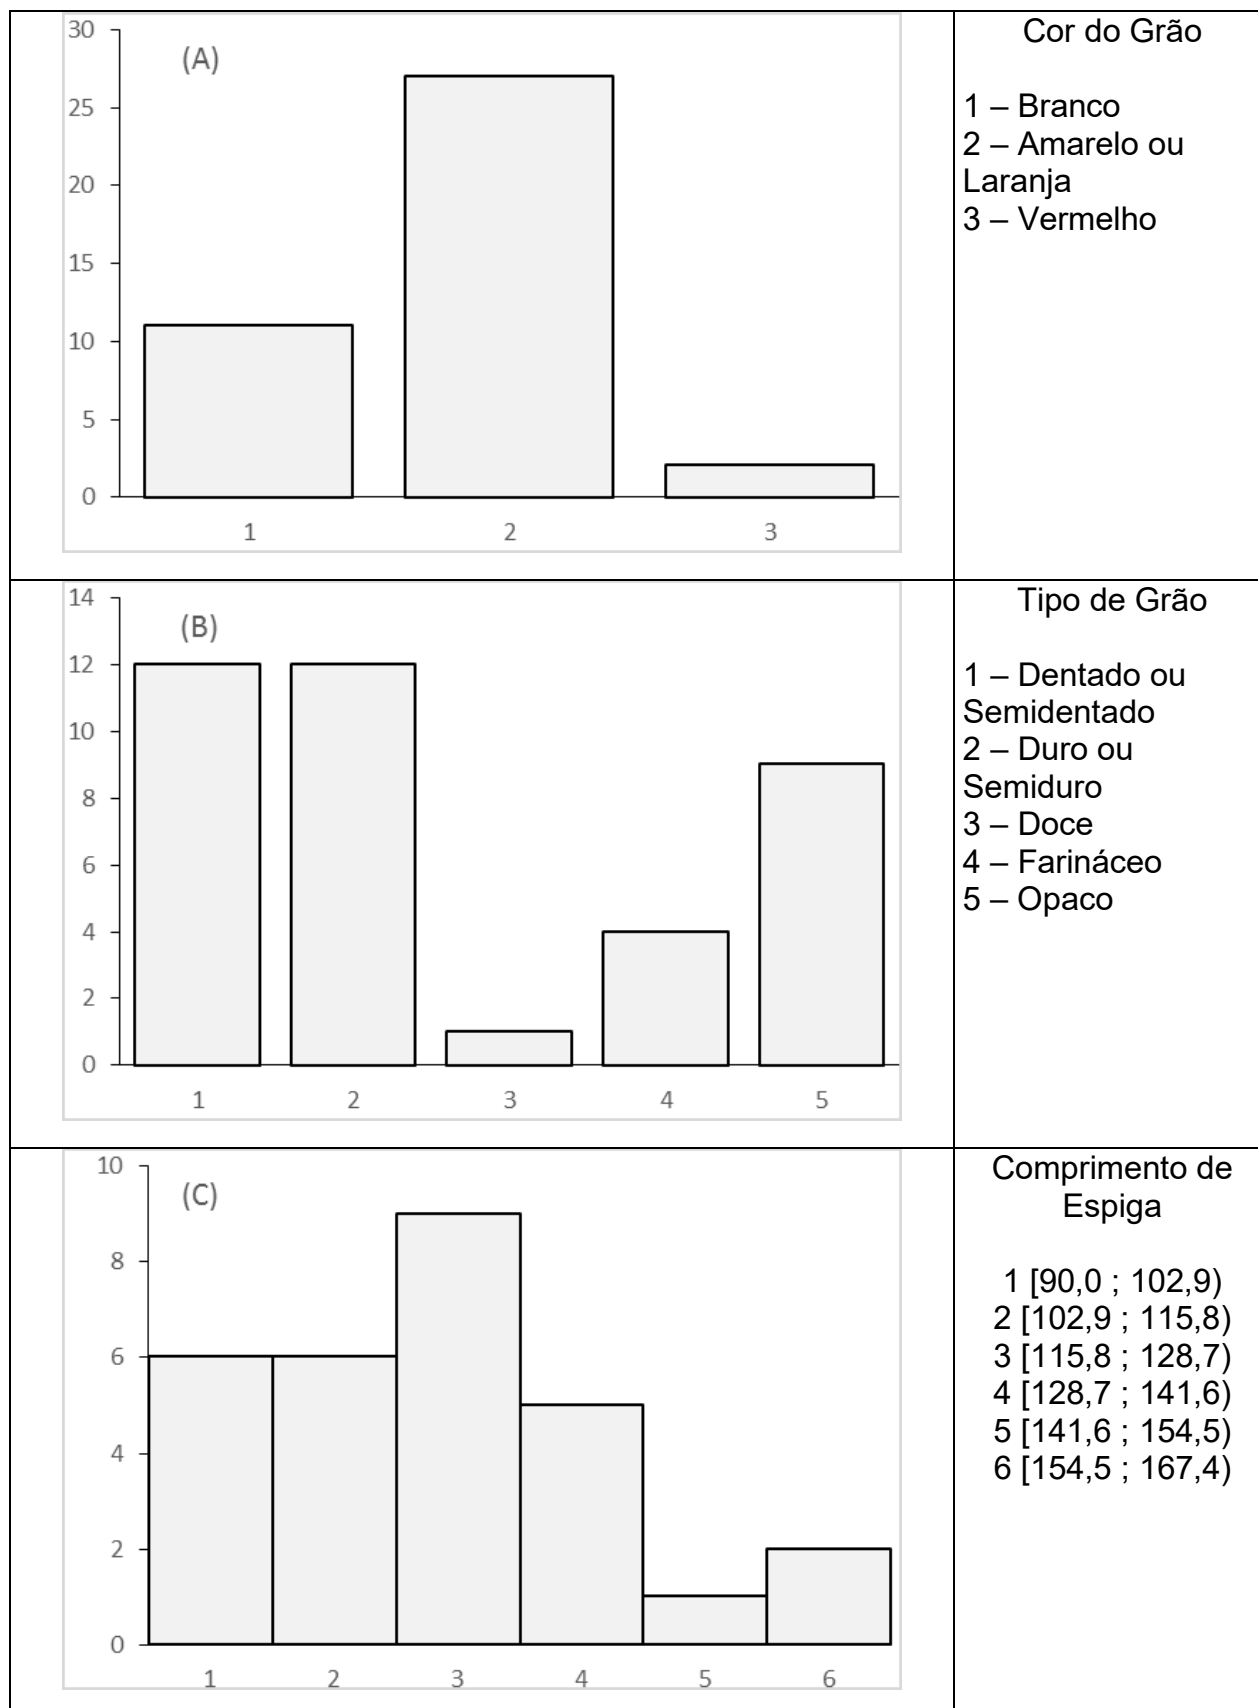 30
25
20
15
10
5
0
(A)
1 2 3
Cor do Grão
1 – Branco
2 – Amarelo ou
Laranja
3 – Vermelho
14
12
10
8
6
4
2
0
(B)
1 2 3 4 5
Tipo de Grão
1 – Dentado ou
Semidentado
2 – Duro ou
Semiduro
3 – Doce
4 – Farináceo
5 – Opaco
10
8
6
4
2
0
(C)
1 2 3 4 5 6
Comprimento de
Espiga
1 [90,0 ; 102,9)
2 [102,9 ; 115,8)
3 [115,8 ; 128,7)
4 [128,7 ; 141,6)
5 [141,6 ; 154,5)
6 [154,5 ; 167,4)